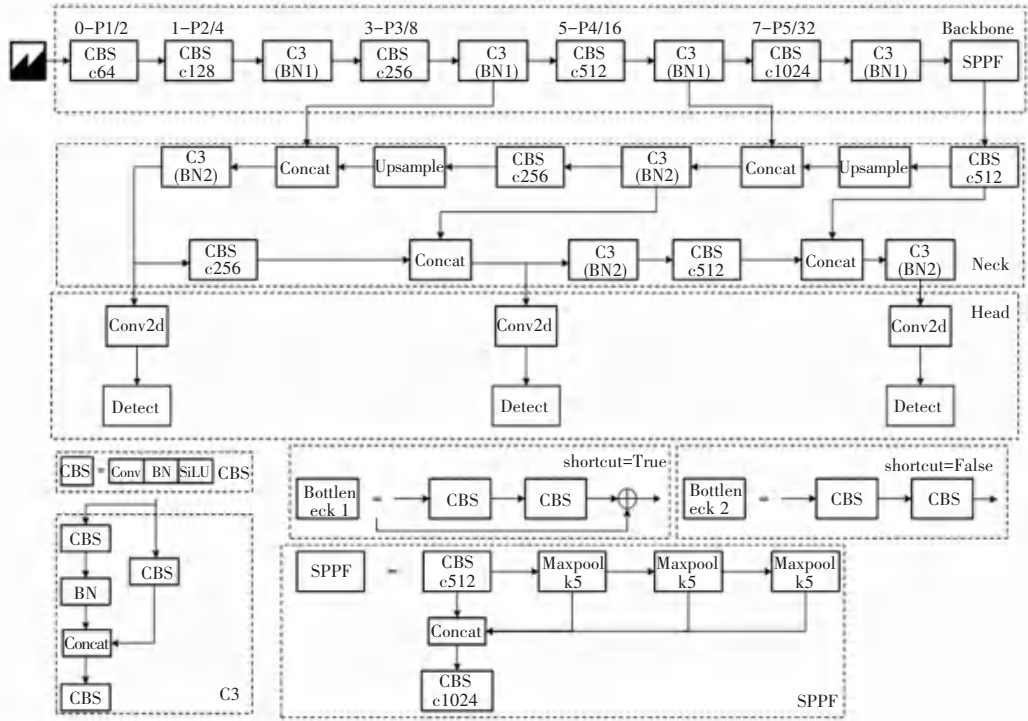 0-P1/2 1-P2/4 3-P3/8 5-P4/16 7-P5/32 Backbone
CBS
c64
CBS
c128
C3
(BN1)
CBS
c256
C3
(BN1)
CBS
c512
C3
(BN1)
CBS
c1024
C3
(BN1)
SPPF
C3
(BN2)
Concat
Upsample
CBS
c256
C3
(BN2)
Concat
Upsample
CBS
c512
CBS
c256
Concat
C3
(BN2)
CBS
c512
Concat
C3
(BN2)
Neck
Head
Conv2d
Conv2d
Conv2d
Detect
Detect
Detect
CBS = Conv BN SiLU CBS
shortcut=True
Bottlen
eck 1
=
CBS
CBS
shortcut=False
Bottlen
eck 2
=
CBS
CBS
CBS
CBS
BN
Concat
CBS
C3
SPPF
=
CBS
c512
Maxpool
k5
Maxpool
k5
Maxpool
k5
Concat
CBS
c1024
SPPF